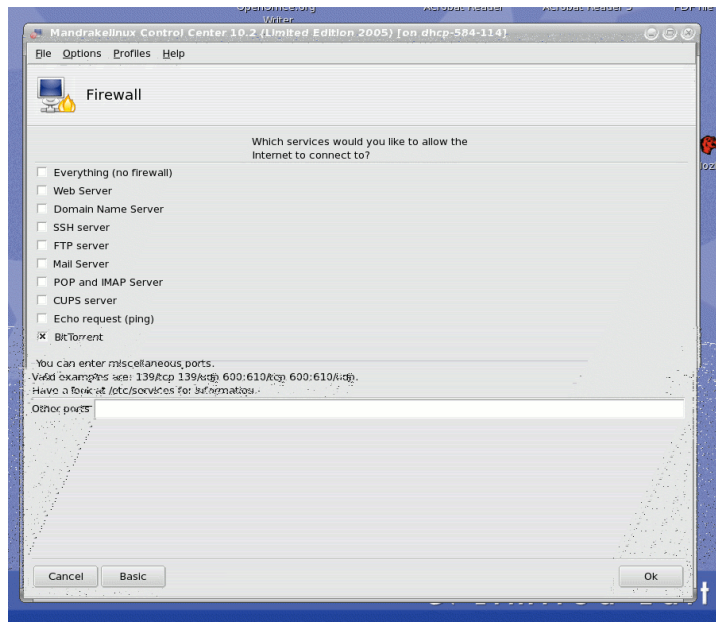 Writer
Mandrakelinux Control Center 10.2 (Limited Edition 2005) [on dhcp-584-114]
File Options Profiles Help
Firewall
Which services would you like to allow the
Internet to connect to?
Everything (no firewall)
Web Server
Domain Name Server
SSH server
FTP server
Mail Server
POP and IMAP Server
CUPS server
Echo request (ping)
BitTorrent
You can enter miscellaneous ports.
Valid examples are: 139/tcp 139/udp 600:610/tcp 600:610/udp.
Have a look at /etc/services for information.
Other ports
Cancel Basic Ok